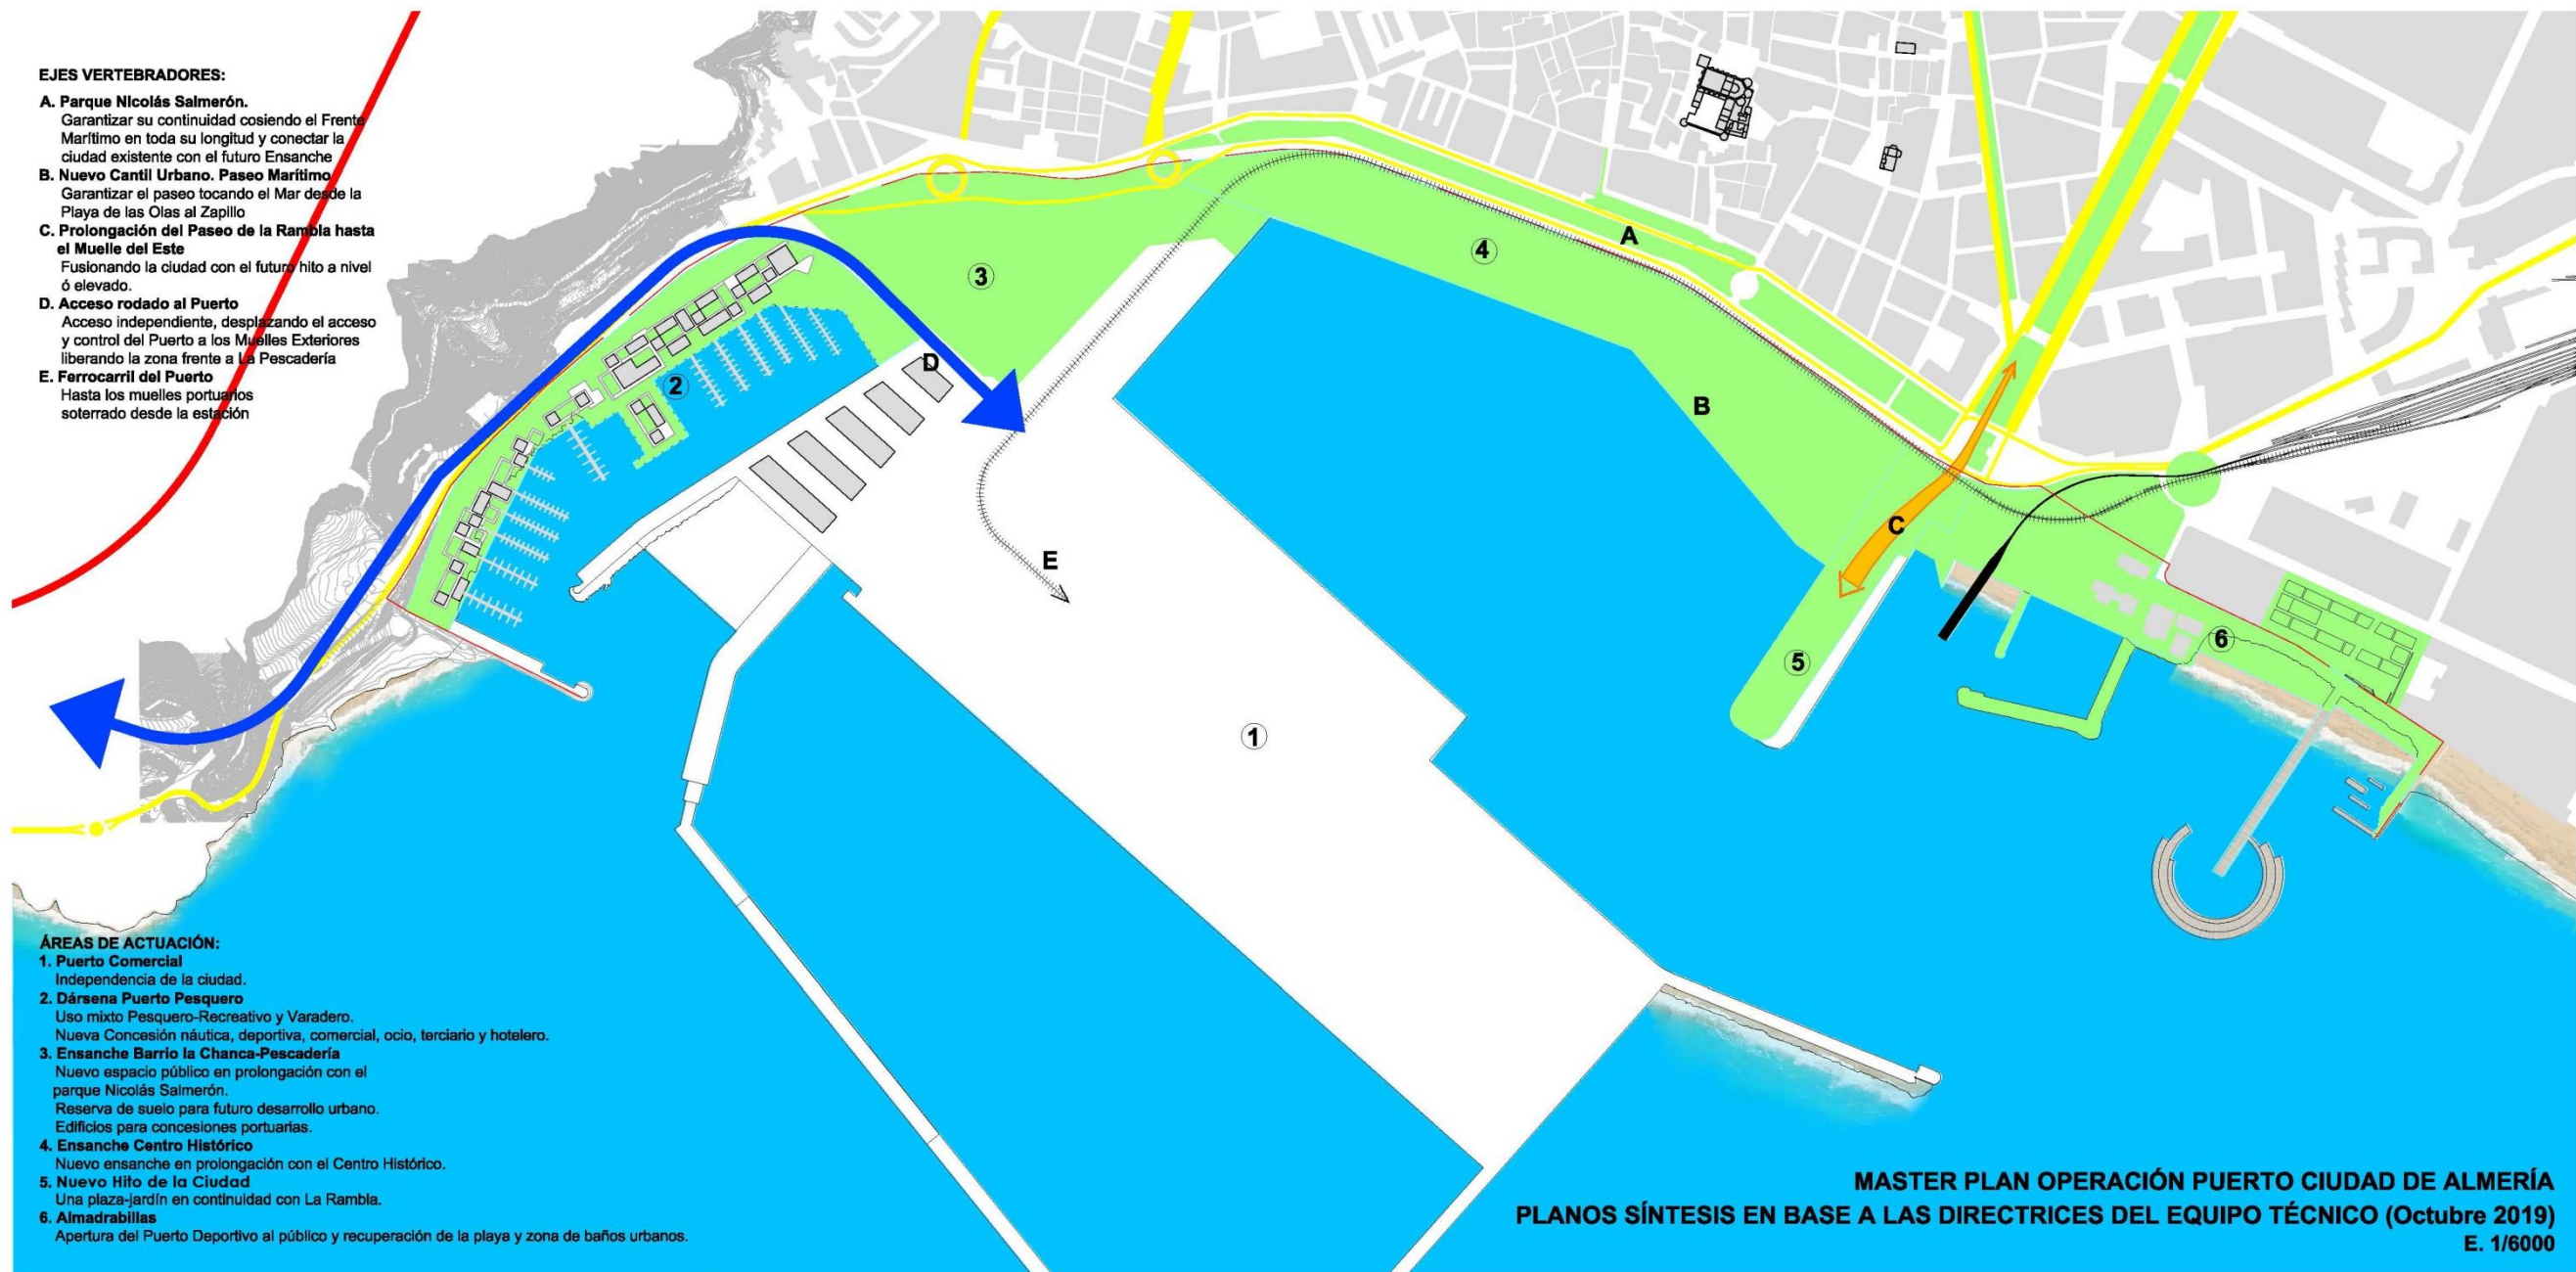 EJES VERTEBRADORES:
A. Parque Nicolás Salmerón.
Garantizar su continuidad cosiendo el Frente
Marítimo en toda su longitud y conectar la
ciudad existente con el futuro Ensanche
B. Nuevo Cantil Urbano. Paseo Marítimo
Garantizar el paseo tocando el Mar desde la
Playa de las Olas al Zapillo
C. Prolongación del Paseo de la Rambla hasta
el Muelle del Este
Fusionando la ciudad con el futuro hito a nivel
ó elevado.
D. Acceso rodado al Puerto
Acceso independiente, desplazando el acceso
y control del Puerto a los Muelles Exteriores
liberando la zona frente a La Pescadería
E. Ferrocarril del Puerto
Hasta los muelles portuarios
soterrado desde la estación
A
4
3
D
2
B
C
E
6
5
1
ÁREAS DE ACTUACIÓN:
1. Puerto Comercial
Independencia de la ciudad.
2. Dársena Puerto Pesquero
Uso mixto Pesquero-Recreativo y Varadero.
Nueva Concesión náutica, deportiva, comercial, ocio, terciario y hotelero.
3. Ensanche Barrio la Chanca-Pescadería
Nuevo espacio público en prolongación con el
parque Nicolás Salmerón.
Reserva de suelo para futuro desarrollo urbano.
Edificios para concesiones portuarias.
4. Ensanche Centro Histórico
Nuevo ensanche en prolongación con el Centro Histórico.
5. Nuevo Hito de la Ciudad
Una plaza-jardín en continuidad con La Rambla.
6. Almadrabillas
Apertura del Puerto Deportivo al público y recuperación de la playa y zona de baños urbanos.
MASTER PLAN OPERACIÓN PUERTO CIUDAD DE ALMERÍA
PLANOS SÍNTESIS EN BASE A LAS DIRECTRICES DEL EQUIPO TÉCNICO (Octubre 2019)
E. 1/6000